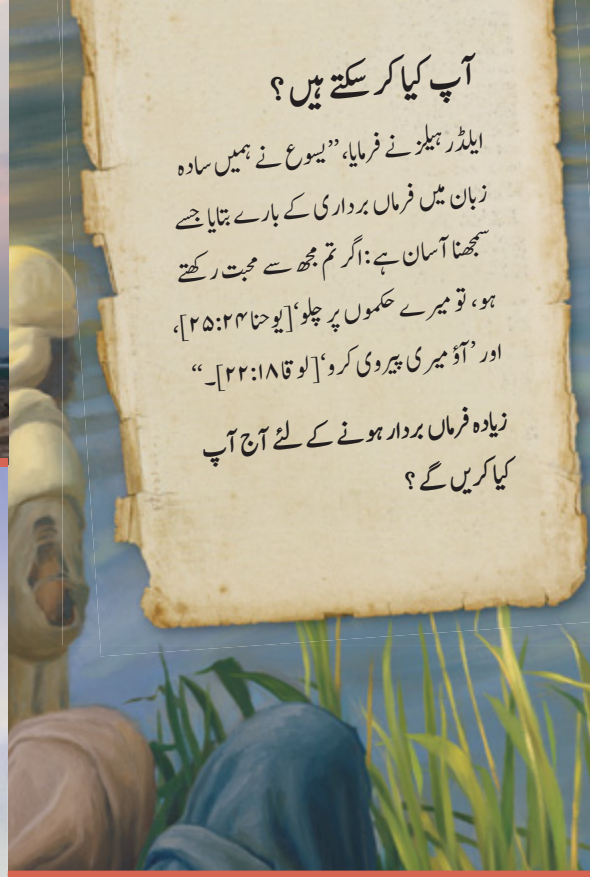 آپ کیا کر سکتے ہیں؟
ایلڈر ہیلز نے فرمایا، ”یسوع نے ہمیں سادہ
زبان میں فرماں برداری کے بارے بتایا جسے
سمجھنا آسان ہے: اگر تم مجھ سے محبت رکھتے
ہو، تو میرے حکموں پر چلو‘ [یوحنا ۲۵:۲۴]،
اور ’آؤ میری پیروی کرو‘ [لوقا ۲۲:۱۸]۔“
زیادہ فرماں بردار ہونے کے لئے آج آپ
کیا کریں گے؟